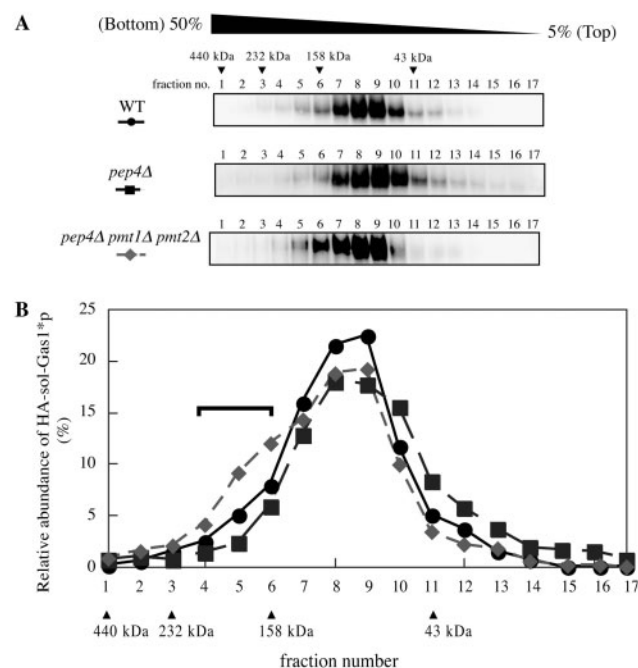 A
(Bottom) 50%
5% (Top)
440 kDa 232 kDa 158 kDa 43 kDa
fraction no. 1 2 3 4 5 6 7 8 9 10 11 12 13 14 15 16 17
WT
1 2 3 4 5 6 7 8 9 10 11 12 13 14 15 16 17
pep4Δ
1 2 3 4 5 6 7 8 9 10 11 12 13 14 15 16 17
pep4Δ pmt1Δ pmt2Δ
B
Relative abundance of HA-sol-Gas1*p
(%)
25
20
15
10
5
0
1 2 3 4 5 6 7 8 9 10 11 12 13 14 15 16 17
440 kDa 232 kDa 158 kDa 43 kDa
fraction number